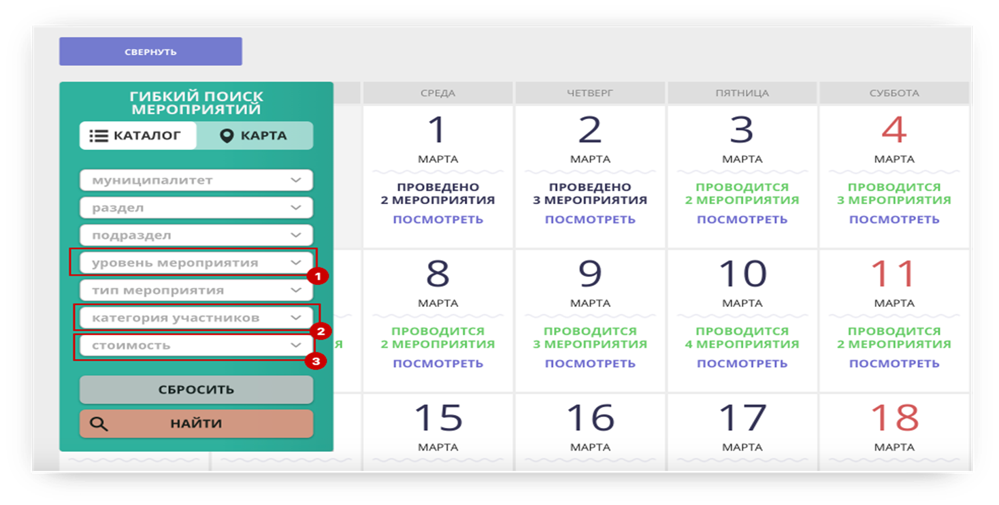 СВЕРНУТЬ
ГИБКИЙ ПОИСК
МЕРОПРИЯТИЙ
КАТАЛОГ
КАРТА
муниципалитет
раздел
подраздел
уровень мероприятия
1
тип мероприятия
категория участников
2
стоимость
3
СБРОСИТЬ
НАЙТИ
СРЕДА
ЧЕТВЕРГ
ПЯТНИЦА
СУББОТА
1
МАРТА
ПРОВЕДЕНО
2 МЕРОПРИЯТИЯ
ПОСМОТРЕТЬ
2
МАРТА
ПРОВЕДЕНО
3 МЕРОПРИЯТИЯ
ПОСМОТРЕТЬ
3
МАРТА
ПРОВОДИТСЯ
2 МЕРОПРИЯТИЯ
ПОСМОТРЕТЬ
4
МАРТА
ПРОВОДИТСЯ
3 МЕРОПРИЯТИЯ
ПОСМОТРЕТЬ
Я
8
МАРТА
ПРОВОДИТСЯ
2 МЕРОПРИЯТИЯ
ПОСМОТРЕТЬ
9
МАРТА
ПРОВОДИТСЯ
3 МЕРОПРИЯТИЯ
ПОСМОТРЕТЬ
10
МАРТА
ПРОВОДИТСЯ
4 МЕРОПРИЯТИЯ
ПОСМОТРЕТЬ
11
МАРТА
ПРОВОДИТСЯ
2 МЕРОПРИЯТИЯ
ПОСМОТРЕТЬ
15
МАРТА
16
МАРТА
17
МАРТА
18
МАРТА